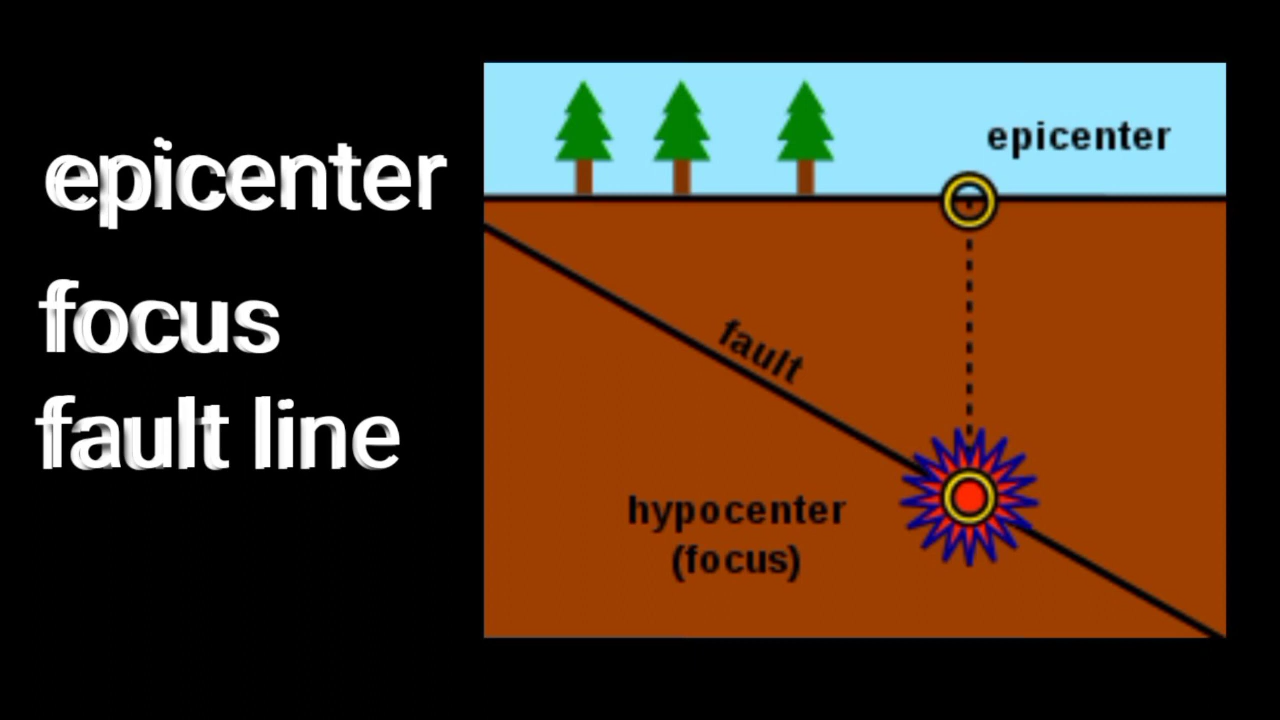 epicenter
focus
fault line
epicenter
fault
hypocenter
(focus)